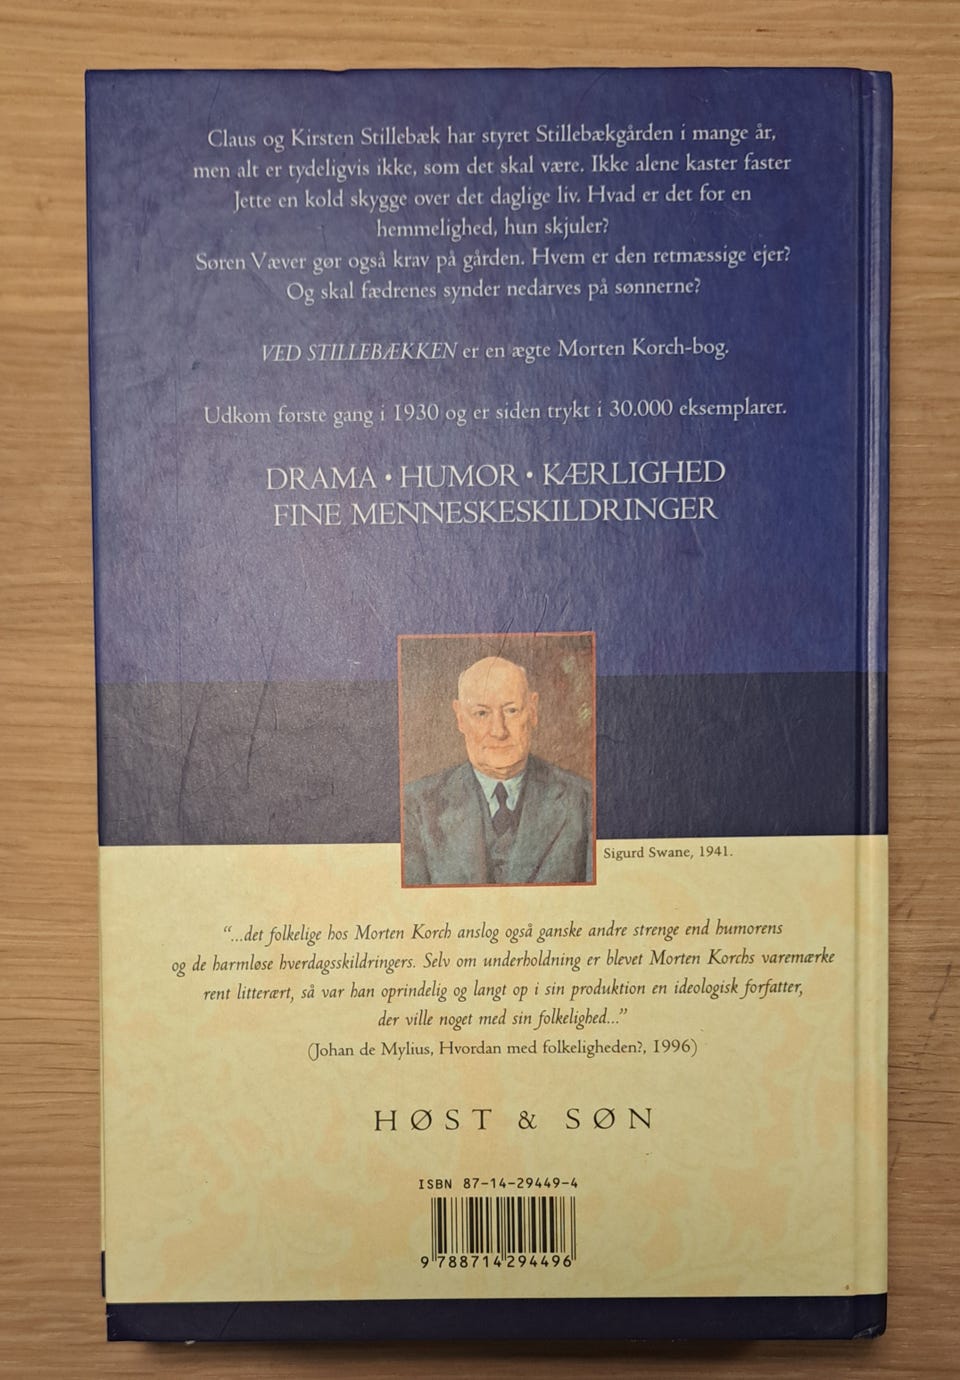 Claus og Kirsten Stillebæk har styret Stillebækgården i mange år,
men alt er tydeligvis ikke, som det skal være. Ikke alene kaster faster
Jette en kold skygge over det daglige liv. Hvad er det for en
hemmelighed, hun skjuler?
Søren Væver gør også krav på gården. Hvem er den retmæssige ejer?
Og skal fædrenes synder nedarves på sønnerne?
VED STILLEBÆKKEN er en ægte Morten Korch-bog.
Udkom første gang i 1930 og er siden trykt i 30.000 eksemplarer.
DRAMA • HUMOR • KÆRLIGHED
FINE MENNESKESKILDRINGER
Sigurd Swane, 1941.
“...det folkelige hos Morten Korch anslog også ganske andre strenge end humorens
og de harmløse hverdagsskildringers. Selv om underholdning er blevet Morten Korchs varemærke
rent litterært, så var han oprindelig og langt op i sin produktion en ideologisk forfatter,
der ville noget med sin folkelighed...”
(Johan de Mylius, Hvordan med folkeligheden?, 1996)
HØST & SØN
ISBN 87-14-29449-4
9 788714 294496